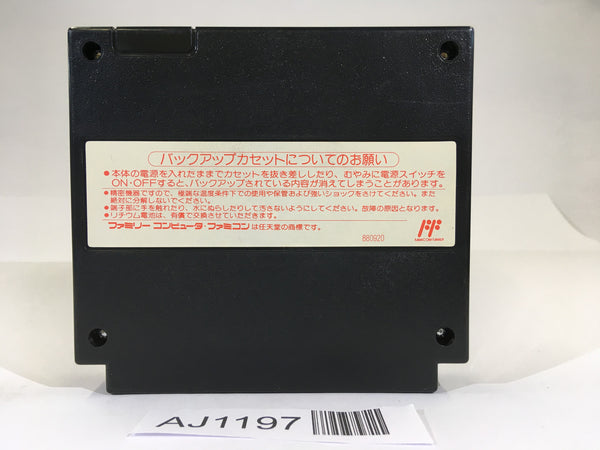 バックアップカセットについてのお願い
●本体の電源を入れたままでカセットを抜き差ししたり、むやみに電源スイッチを
ON・OFFすると、バックアップされている内容が消えてしまうことがあります。
●精密機器ですので、極端な温度条件下での使用や保管および強いショックをさけてください。また
絶対に分解しないでください。
●端子部に手を触れたり、水にぬらしたりして汚さないようにしてください。故障の原因となります。
●リチウム電池は、有償で交換させていただきます。
ファミリーコンピュータ・ファミコンは任天堂の商標です。
880920
FF
AJ1197